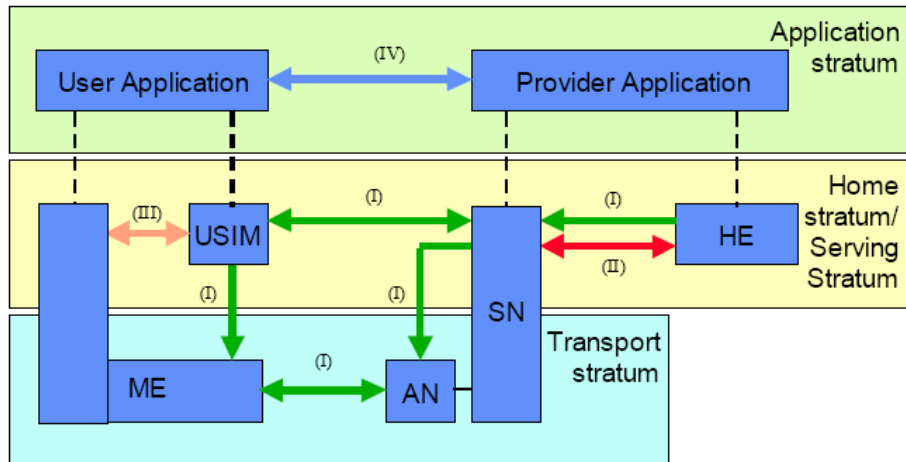 Application
stratum
(IV)
User Application
Provider Application
Home
stratum/
Serving
Stratum
(III)
USIM
(I)
(I)
HE
(II)
(I)
(I)
SN
Transport
stratum
ME
(I)
AN